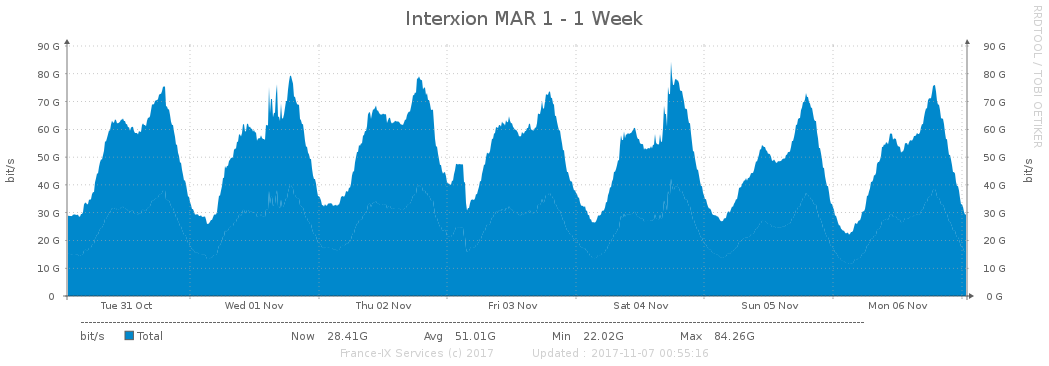 Interxion MAR 1 - 1 Week
RRDTOOL / TOBI OETIKER
bit/s
90 G
80 G
70 G
60 G
50 G
40 G
30 G
20 G
10 G
0
90 G
80 G
70 G
60 G
50 G
40 G
30 G
20 G
10 G
0 G
bit/s
Tue 31 Oct Wed 01 Nov Thu 02 Nov Fri 03 Nov Sat 04 Nov Sun 05 Nov Mon 06 Nov
bit/s Total Now 28.41G Avg 51.01G Min 22.02G Max 84.26G
France-IX Services (c) 2017 Updated : 2017-11-07 00:55:16